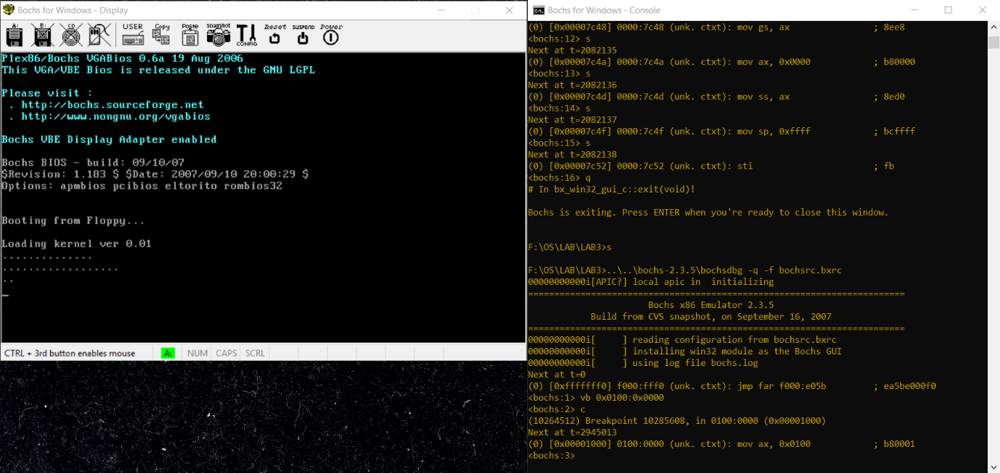 Bochs for Windows - Display
A: B: CD USER Copy Paste snapshot CONFIG Reset SUSPEND Power
Plex86/Bochs VGABios 0.6a 19 Aug 2006
This VGA/VBE Bios is released under the GNU LGPL
Please visit :
. http://bochs.sourceforge.net
. http://www.nongnu.org/vgabios
Bochs VBE Display Adapter enabled
Bochs BIOS - build: 09/10/07
$Revision: 1.183 $ $Date: 2007/09/10 20:00:29 $
Options: apmbios pcibios eltorito rombios32
Booting from Floppy...
Loading kernel ver 0.01
..............
..................
..
_
CTRL + 3rd button enables mouse A: NUM CAPS SCRL
Bochs for Windows - Console
(0) [0x00007c48] 0000:7c48 (unk. ctxt): mov gs, ax ; 8ee8
<bochs:12> s
Next at t=2082135
(0) [0x00007c4a] 0000:7c4a (unk. ctxt): mov ax, 0x0000 ; b80000
<bochs:13> s
Next at t=2082136
(0) [0x00007c4d] 0000:7c4d (unk. ctxt): mov ss, ax ; 8ed0
<bochs:14> s
Next at t=2082137
(0) [0x00007c4f] 0000:7c4f (unk. ctxt): mov sp, 0xffff ; bcffff
<bochs:15> s
Next at t=2082138
(0) [0x00007c52] 0000:7c52 (unk. ctxt): sti ; fb
<bochs:16> q
# In bx_win32_gui_c::exit(void)!
Bochs is exiting. Press ENTER when you're ready to close this window.
F:\OS\LAB\LAB3>s
F:\OS\LAB\LAB3>..\..\bochs-2.3.5\bochsdbg -q -f bochsrc.bxrc
00000000000i[APIC?] local apic in  initializing
========================================================================
Bochs x86 Emulator 2.3.5
Build from CVS snapshot, on September 16, 2007
========================================================================
00000000000i[     ] reading configuration from bochsrc.bxrc
00000000000i[     ] installing win32 module as the Bochs GUI
00000000000i[     ] using log file bochs.log
Next at t=0
(0) [0xfffffff0] f000:fff0 (unk. ctxt): jmp far f000:e05b ; ea5be000f0
<bochs:1> vb 0x0100:0x0000
<bochs:2> c
(10264512) Breakpoint 10285608, in 0100:0000 (0x00001000)
Next at t=2945013
(0) [0x00001000] 0100:0000 (unk. ctxt): mov ax, 0x0100 ; b80001
<bochs:3>